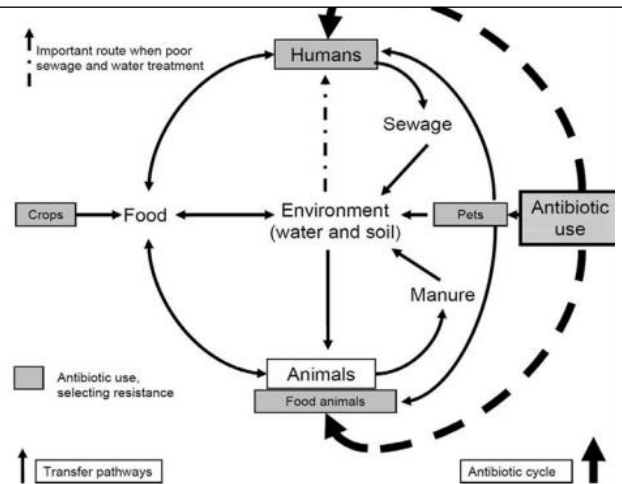 Important route when poor
sewage and water treatment
Humans
Sewage
Crops
Food
Environment
(water and soil)
Pets
Antibiotic
use
Manure
Animals
Food animals
Antibiotic use,
selecting resistance
Transfer pathways
Antibiotic cycle